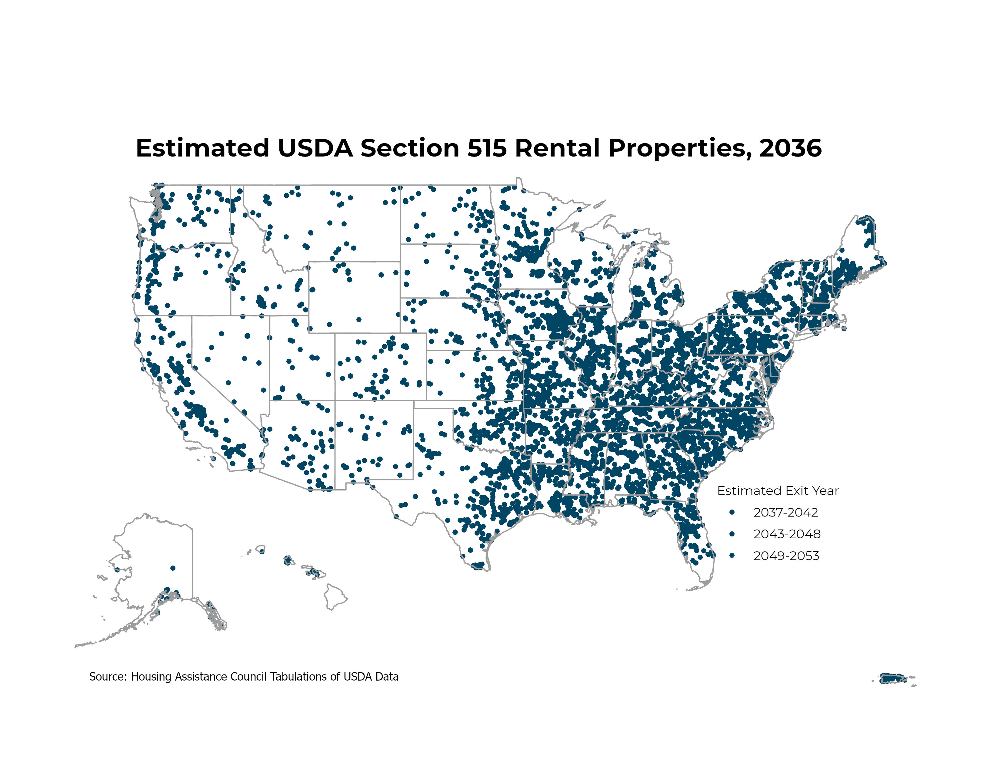 Estimated USDA Section 515 Rental Properties, 2036
Estimated Exit Year
2037-2042
2043-2048
2049-2053
Source: Housing Assistance Council Tabulations of USDA Data